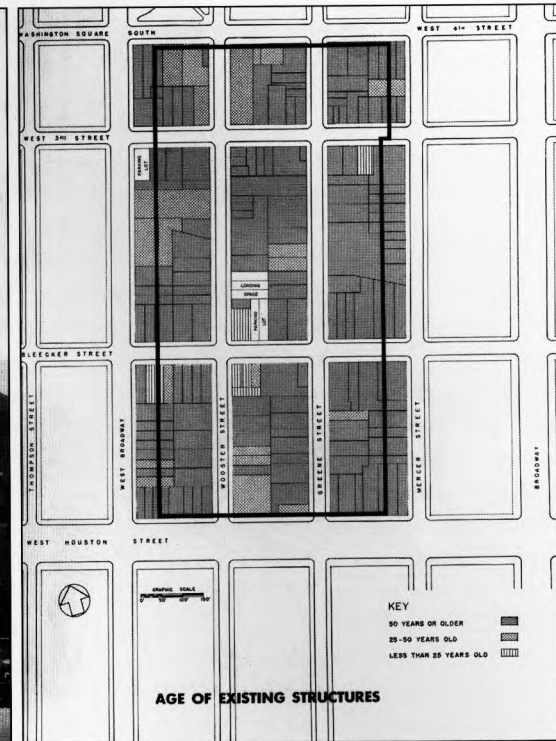 WASHINGTON SQUARE SOUTH
WEST 4TH STREET
WEST 3RD STREET
PARKING LOT
LOADING
SPACE
PARKING LOT
BLEECKER STREET
THOMPSON STREET
WEST BROADWAY
WOOSTER STREET
GREENE STREET
MERCER STREET
BROADWAY
WEST HOUSTON STREET
GRAPHIC SCALE
0' 50' 100' 150'
KEY
50 YEARS OR OLDER
25-50 YEARS OLD
LESS THAN 25 YEARS OLD
AGE OF EXISTING STRUCTURES